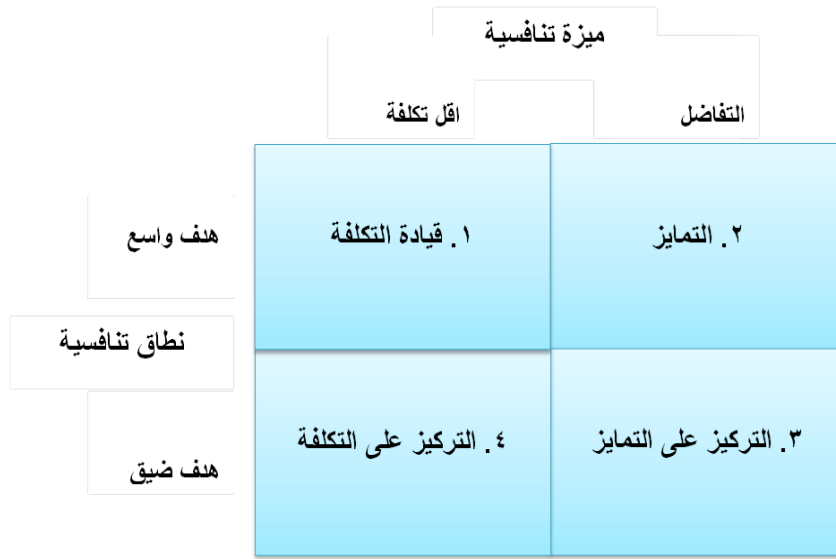 ميزة تنافسية
التفاضل
اقل تكلفة
هدف واسع
١. قيادة التكلفة
٢. التمايز
نطاق تنافسية
هدف ضيق
٤. التركيز على التكلفة
٣. التركيز على التمايز